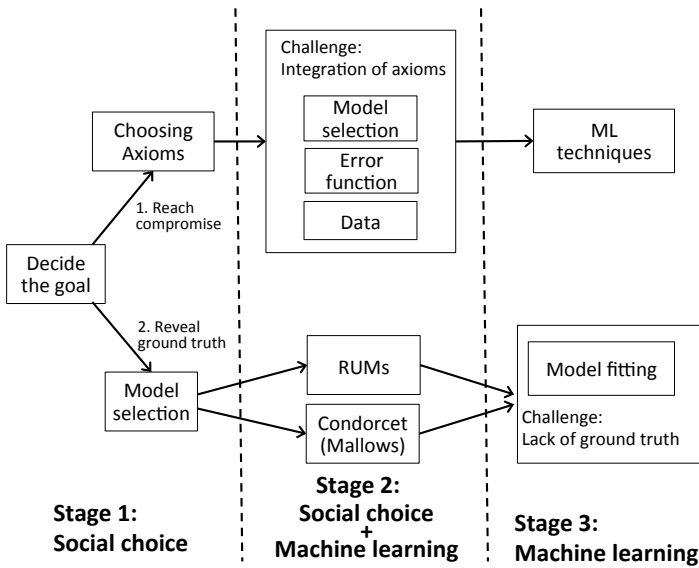 Challenge:
Integration of axioms
Model
selection
Error
function
Data
Choosing
Axioms
ML
techniques
1. Reach
compromise
Decide
the goal
2. Reveal
ground truth
Model
selection
RUMs
Condorcet
(Mallows)
Model fitting
Challenge:
Lack of ground truth
Stage 1:
Social choice
Stage 2:
Social choice
+
Machine learning
Stage 3:
Machine learning